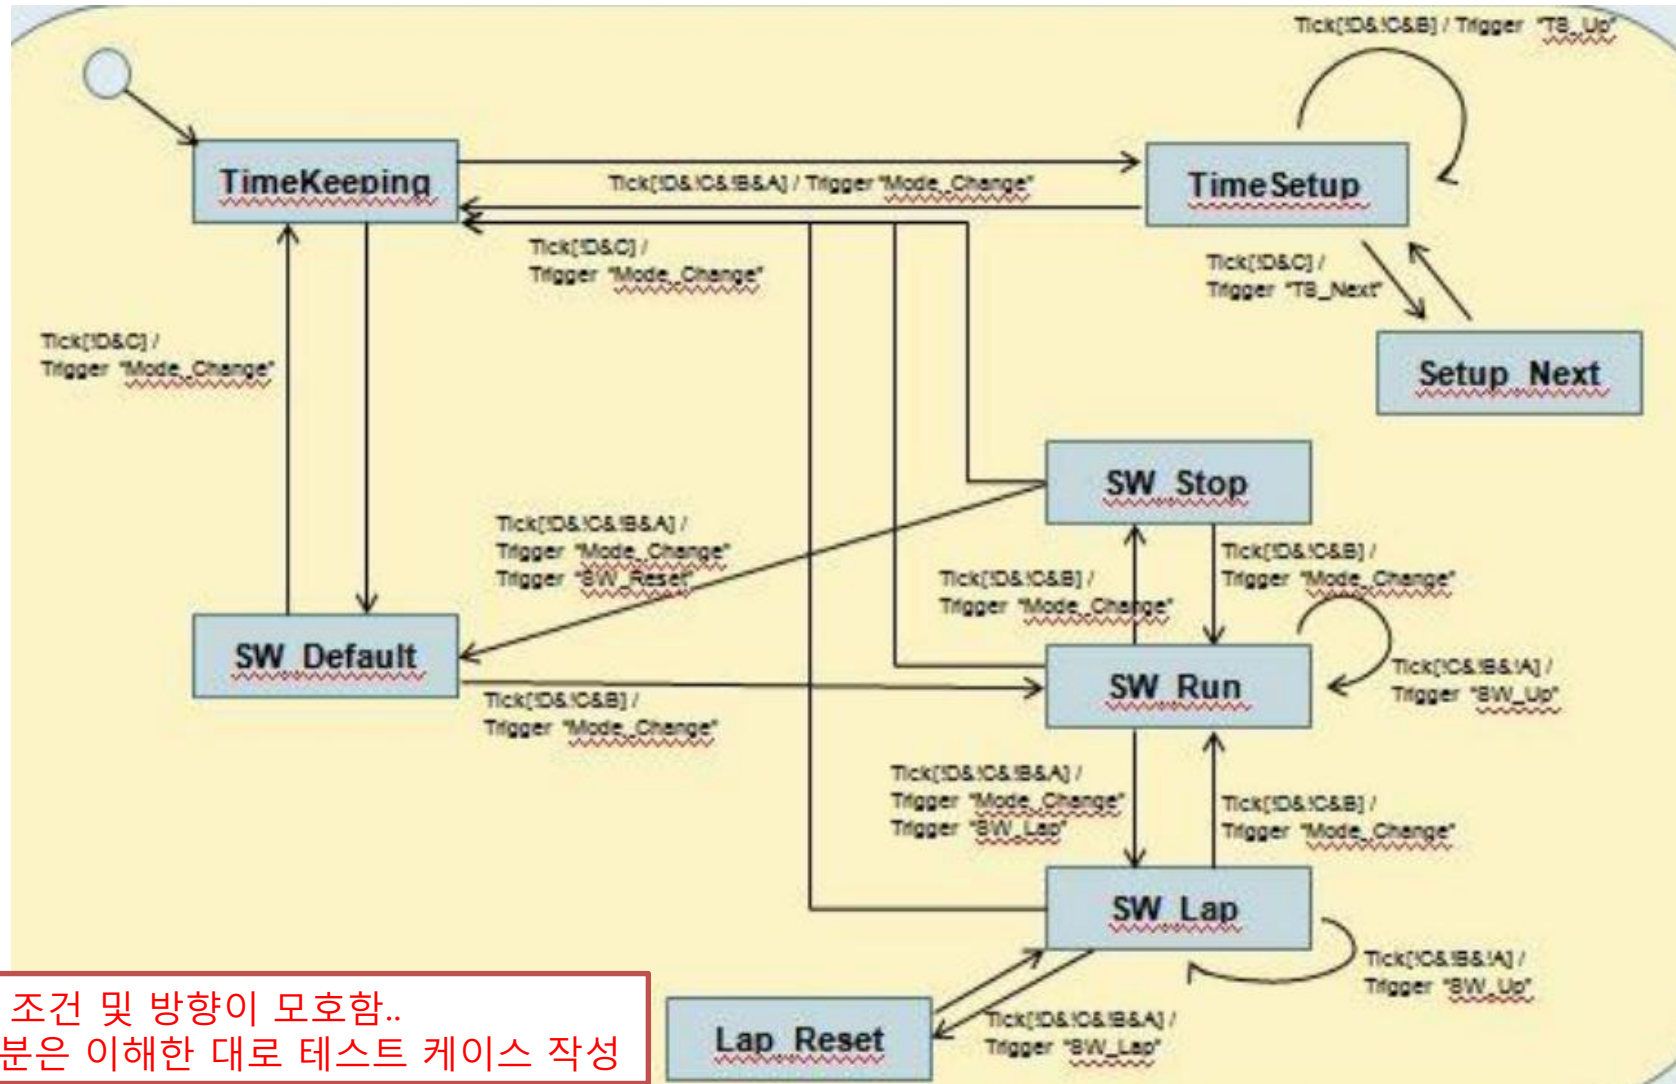 Tick[!D&!C&B] / Trigger "TS_Up"
TimeKeeping
TimeSetup
Tick[!D&!C&!B&A] / Trigger "Mode_Change"
Tick[!D&C] /
Trigger "Mode_Change"
Tick[!D&C] /
Trigger "TS_Next"
Tick[!D&C] /
Trigger "Mode_Change"
Setup_Next
SW_Stop
Tick[!D&!C&!B&A] /
Trigger "Mode_Change"
Trigger "SW_Reset"
Tick[!D&!C&B] /
Trigger "Mode_Change"
Tick[!D&!C&B] /
Trigger "Mode_Change"
SW_Default
SW_Run
Tick[!C&!B&!A] /
Trigger "SW_Up"
Tick[!D&!C&B] /
Trigger "Mode_Change"
Tick[!D&!C&!B&A] /
Trigger "Mode_Change"
Trigger "SW_Lap"
Tick[!D&!C&B] /
Trigger "Mode_Change"
SW_Lap
Tick[!C&!B&!A] /
Trigger "SW_Up"
조건 및 방향이 모호함..
분은 이해한 대로 테스트 케이스 작성
Lap_Reset
Tick[!D&!C&!B&A] /
Trigger "SW_Lap"